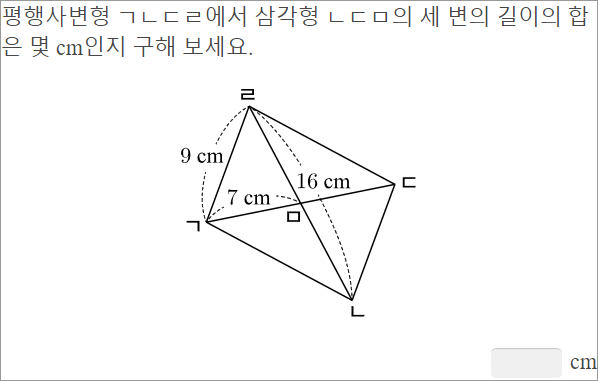 평행사변형 ㄱㄴㄷㄹ에서 삼각형 ㄴㄷㅁ의 세 변의 길이의 합
은 몇 cm인지 구해 보세요.
ㄹ
9 cm
16 cm
ㄷ
7 cm
ㅁ
ㄱ
ㄴ
cm